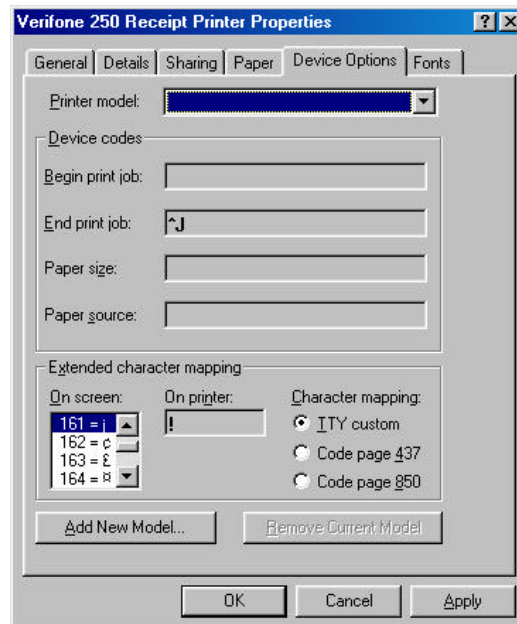 Verifone 250 Receipt Printer Properties
General Details Sharing Paper Device Options Fonts
Printer model:
Device codes
Begin print job:
End print job: ^J
Paper size:
Paper source:
Extended character mapping
On screen: On printer: Character mapping:
161 = ¡ ! TTY custom
162 = ¢
163 = £ Code page 437
164 = ¤ Code page 850
Add New Model... Remove Current Model
OK Cancel Apply